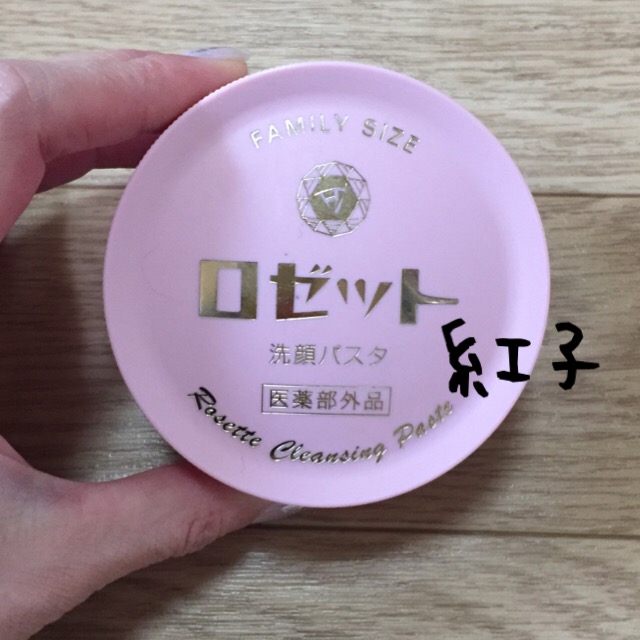 FAMILY SIZE
ロゼット
洗顔パスタ
医薬部外品
Rosette Cleansing Paste
紅子